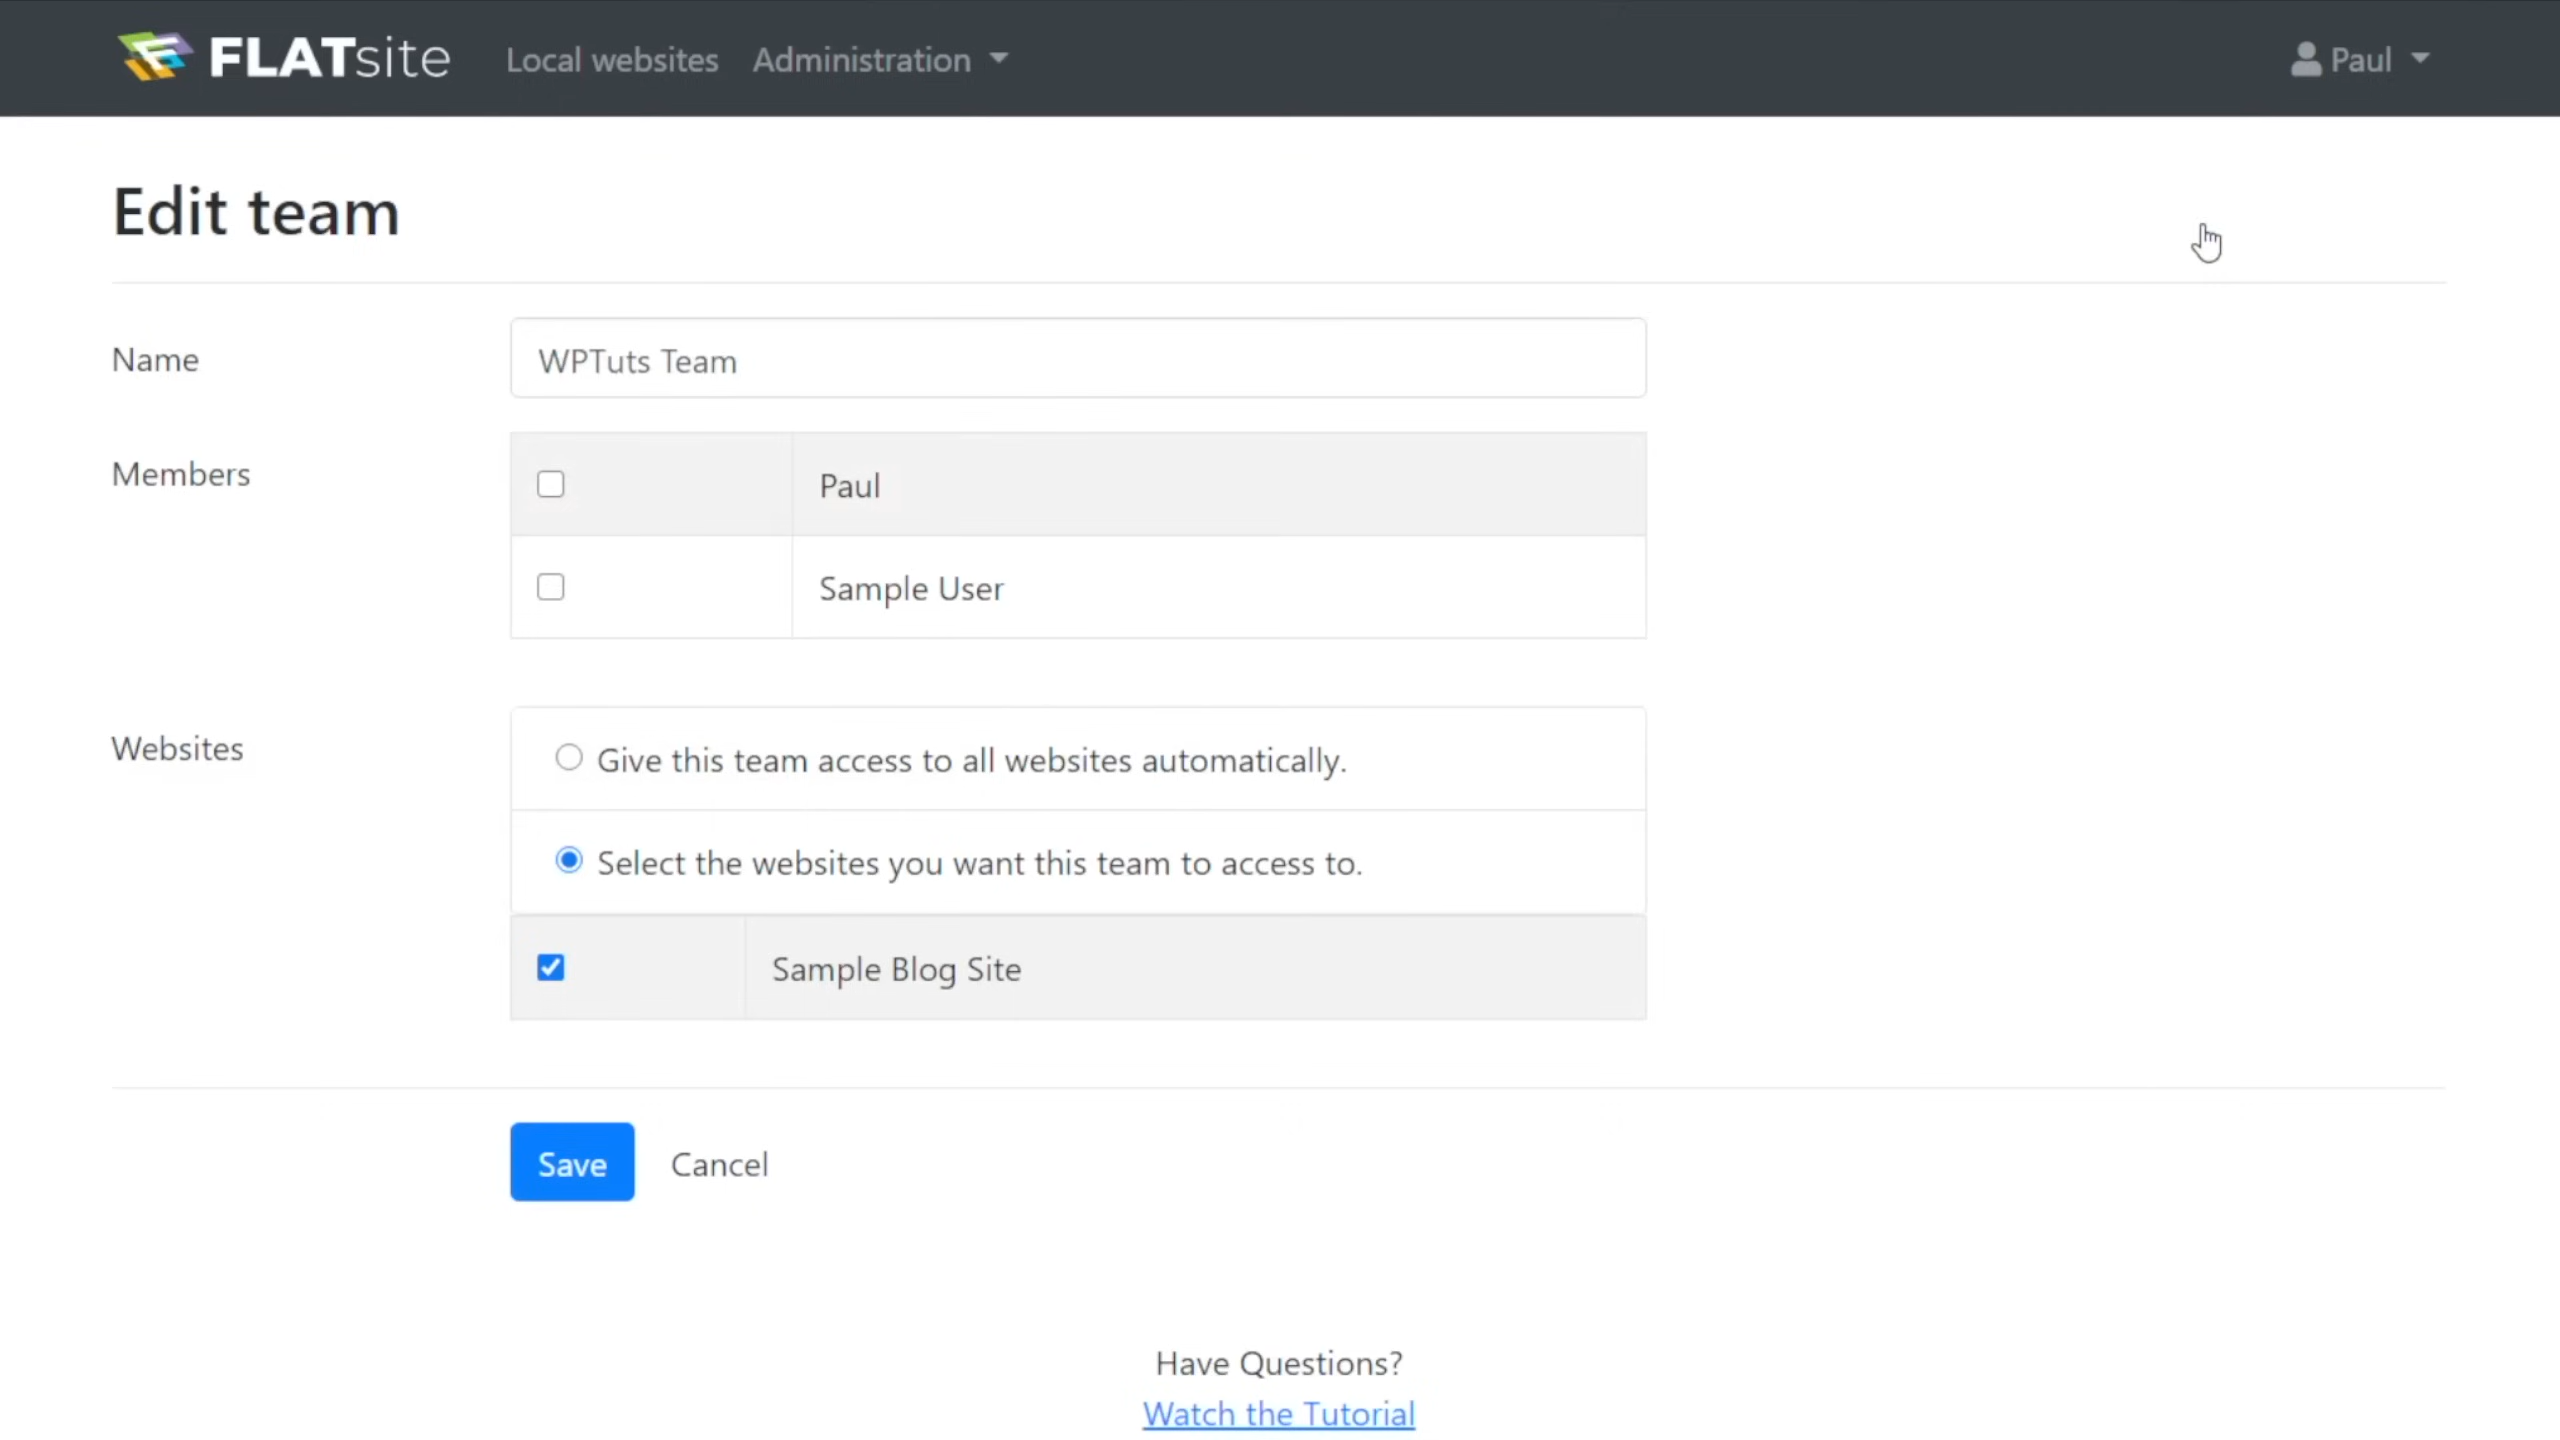 FLATsite Local websites Administration Paul
Edit team
Name WPTuts Team
Members Paul
Sample User
Websites Give this team access to all websites automatically.
Select the websites you want this team to access to.
Sample Blog Site
Save Cancel
Have Questions?
Watch the Tutorial